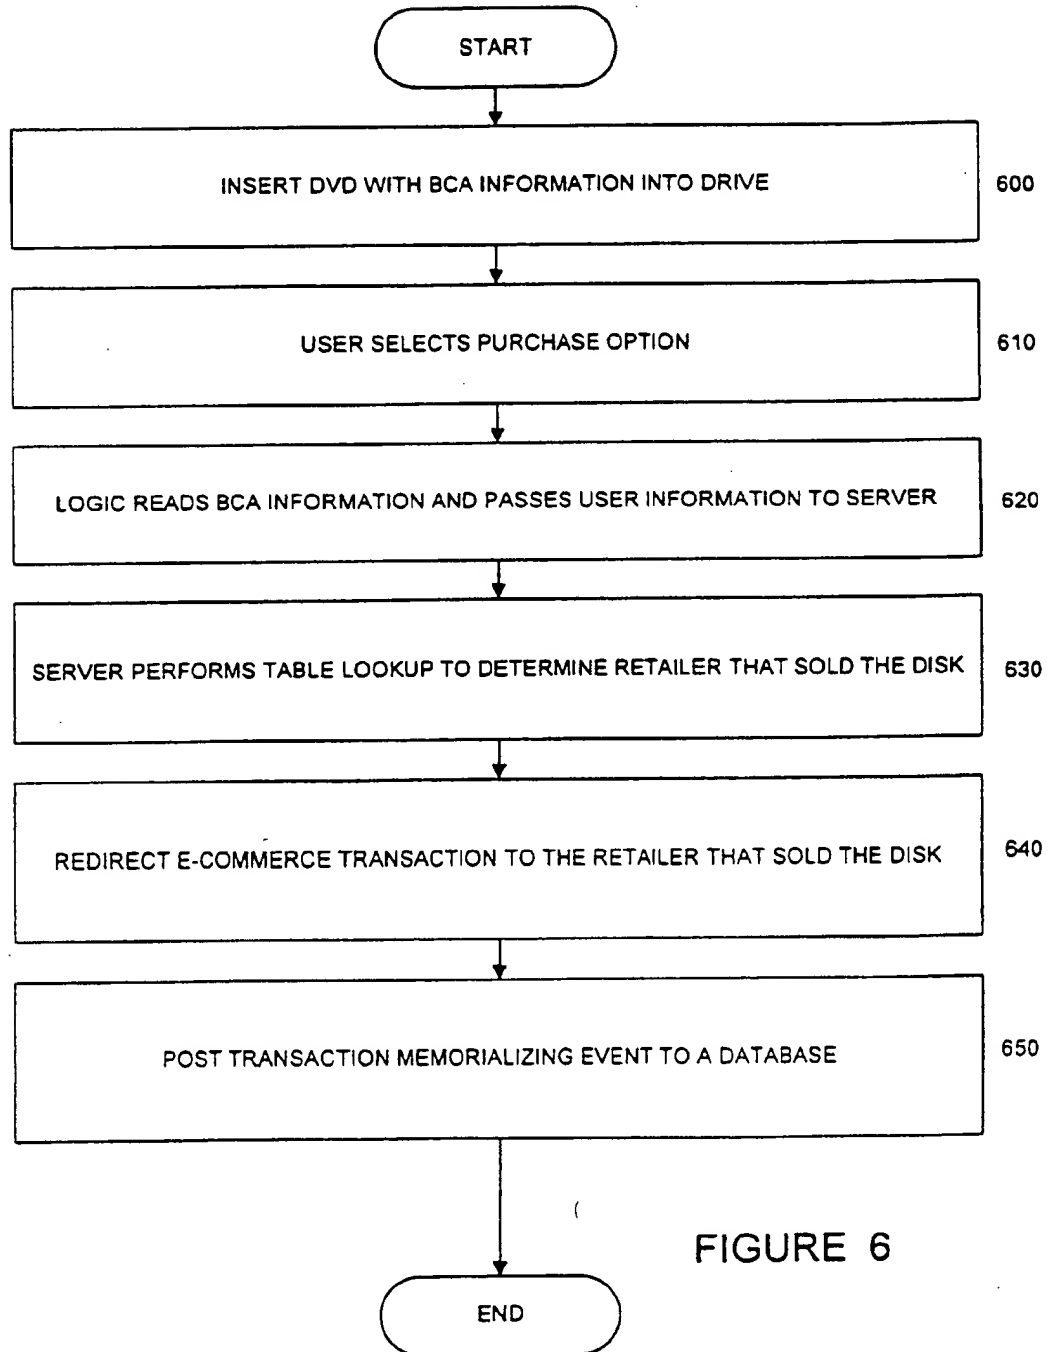 START
INSERT DVD WITH BCA INFORMATION INTO DRIVE
600
USER SELECTS PURCHASE OPTION
610
LOGIC READS BCA INFORMATION AND PASSES USER INFORMATION TO SERVER
620
SERVER PERFORMS TABLE LOOKUP TO DETERMINE RETAILER THAT SOLD THE DISK
630
REDIRECT E-COMMERCE TRANSACTION TO THE RETAILER THAT SOLD THE DISK
640
POST TRANSACTION MEMORIALIZING EVENT TO A DATABASE
650
FIGURE 6
END